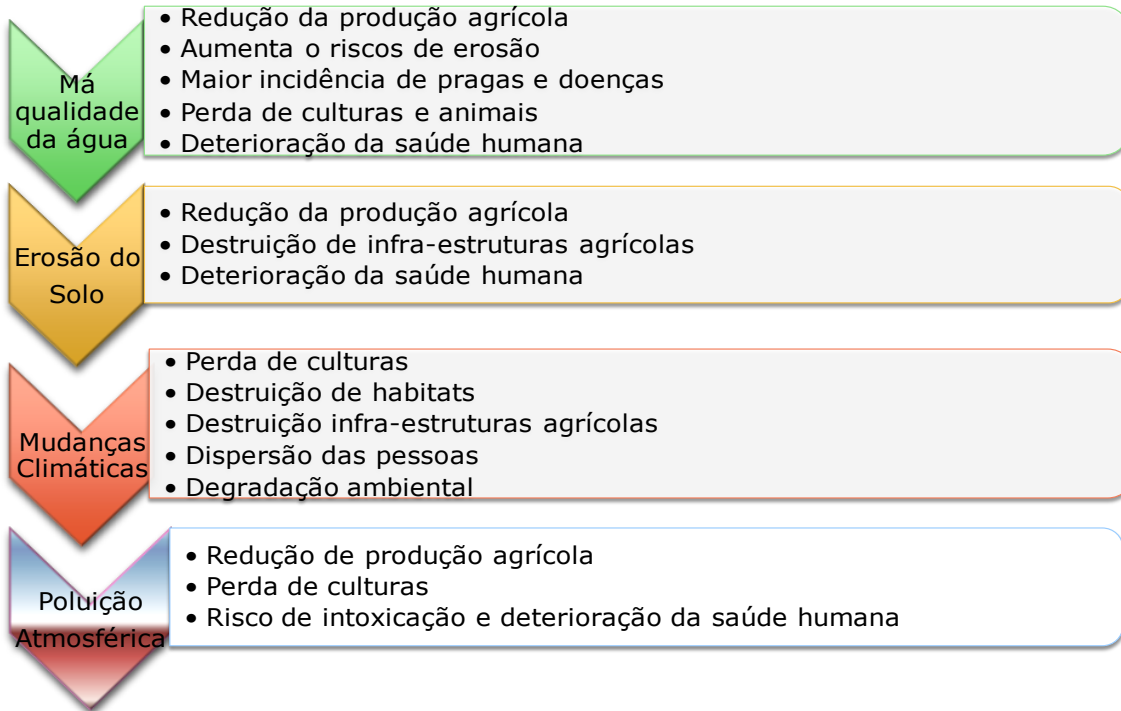 Má
qualidade
da água
• Redução da produção agrícola
• Aumenta o riscos de erosão
• Maior incidência de pragas e doenças
• Perda de culturas e animais
• Deterioração da saúde humana
Erosão do
Solo
• Redução da produção agrícola
• Destruição de infra-estruturas agrícolas
• Deterioração da saúde humana
Mudanças
Climáticas
• Perda de culturas
• Destruição de habitats
• Destruição infra-estruturas agrícolas
• Dispersão das pessoas
• Degradação ambiental
Poluição
Atmosférica
• Redução de produção agrícola
• Perda de culturas
• Risco de intoxicação e deterioração da saúde humana